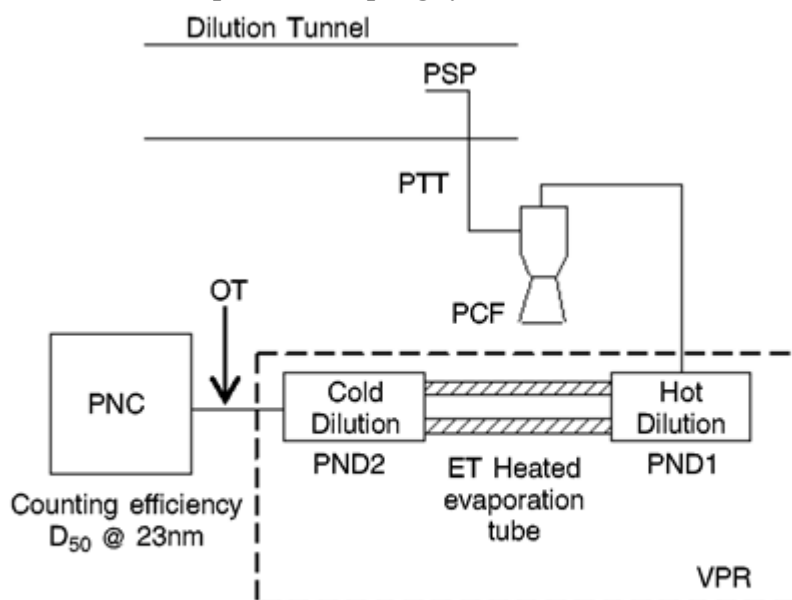 Dilution Tunnel
PSP
PTT
PCF
OT
PNC
Cold
Dilution
Hot
Dilution
PND2
ET Heated
evaporation
tube
PND1
Counting efficiency
D50 @ 23nm
VPR